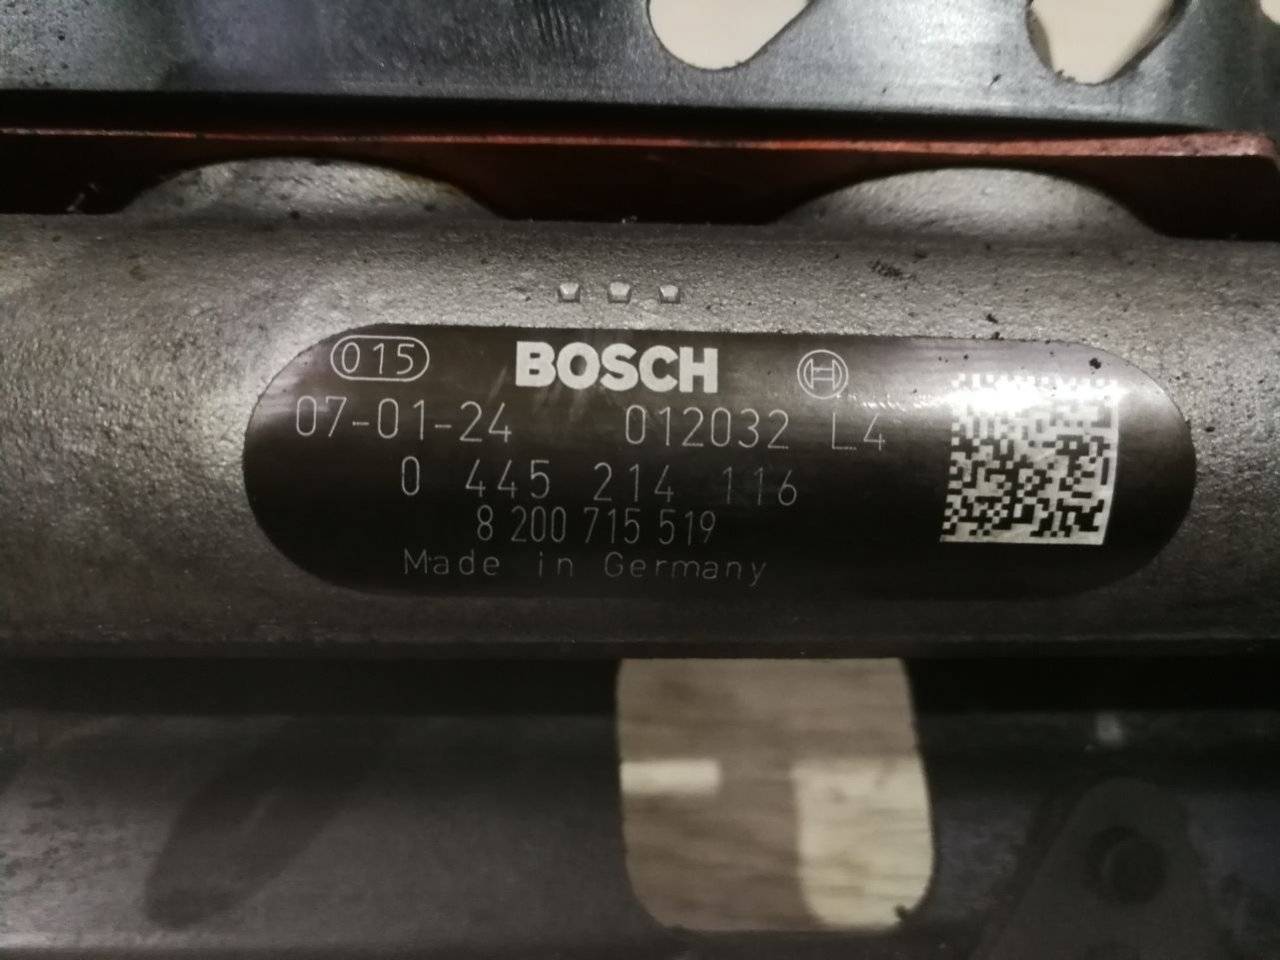 015 BOSCH
07-01-24 012032 L4
0 445 214 116
8 200 715 519
Made in Germany